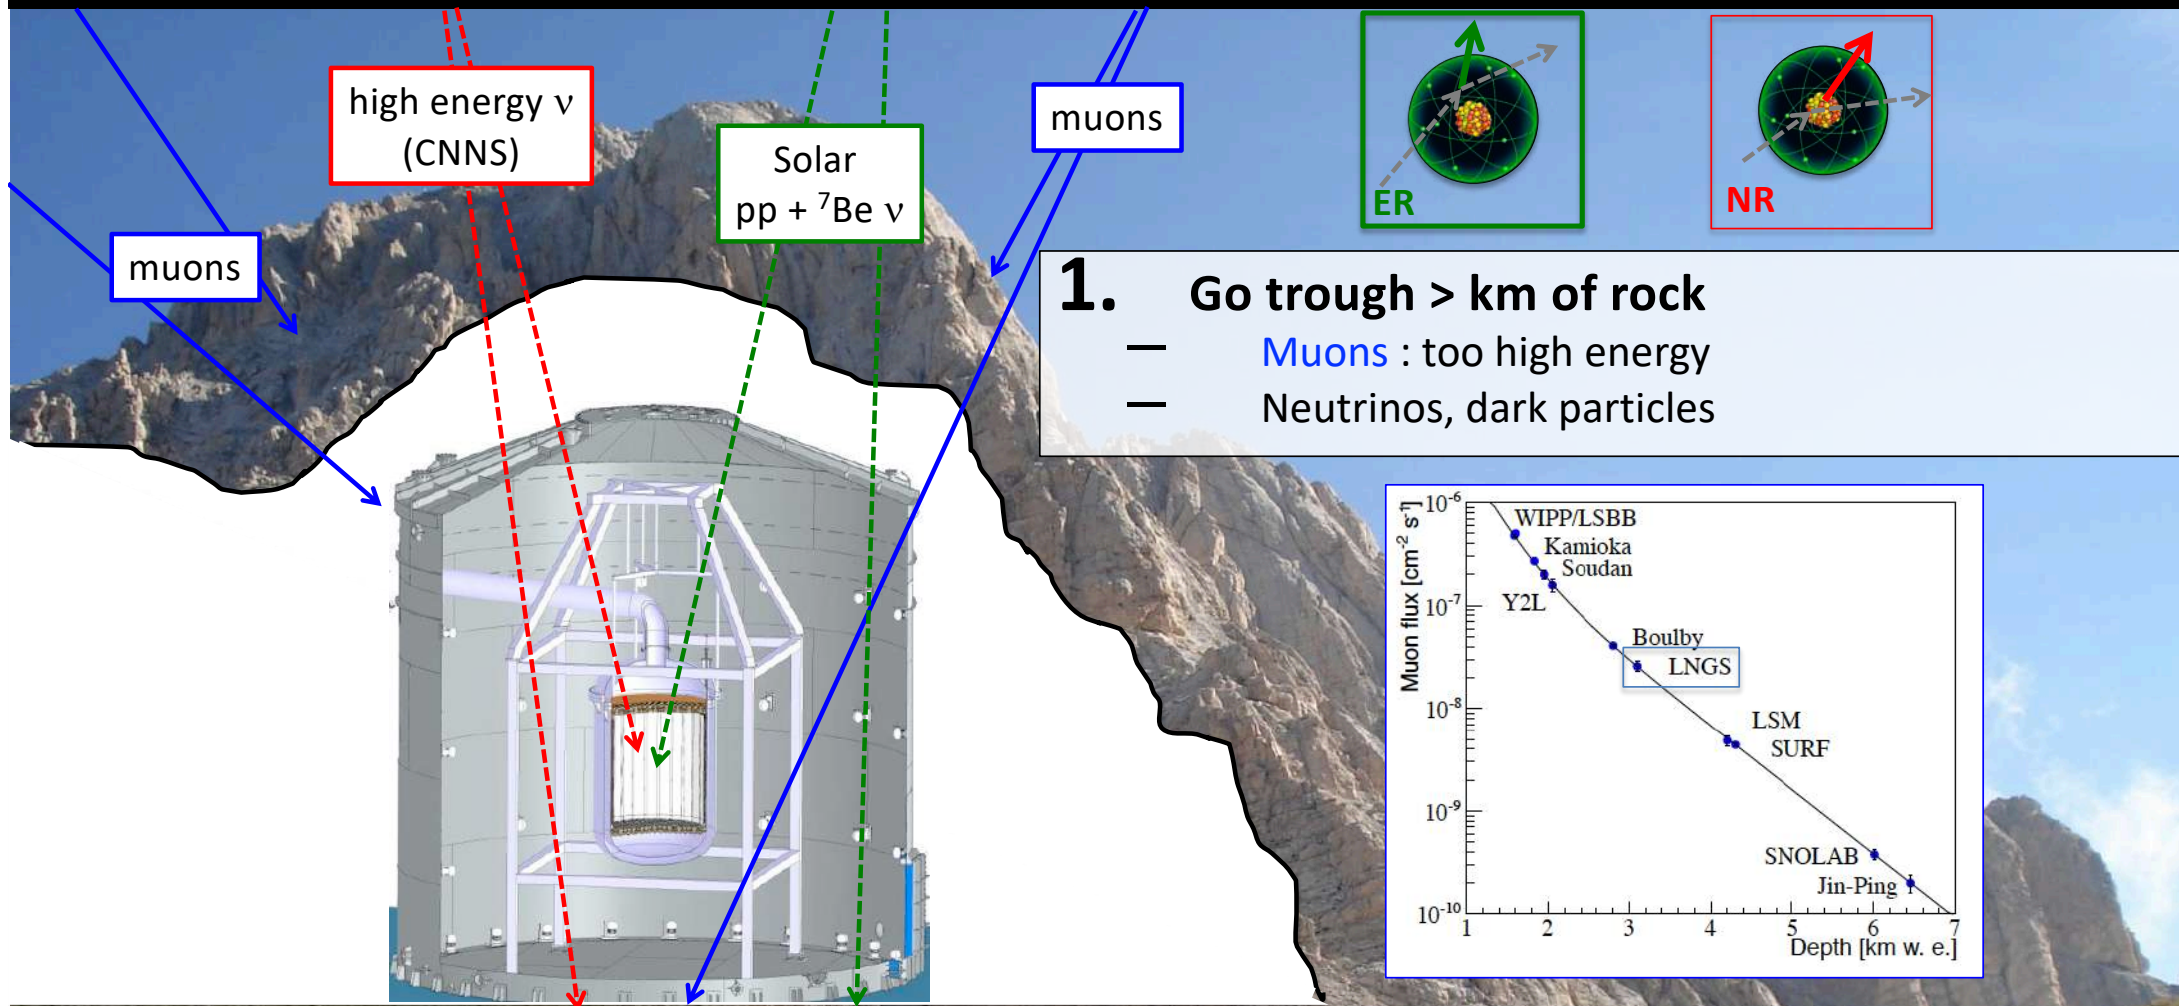 high energy ν
(CNNS)
Solar
pp + ⁷Be ν
muons
muons
ER
NR
1. Go trough > km of rock
— Muons : too high energy
— Neutrinos, dark particles
Muon flux [cm⁻² s⁻¹]
10⁻⁶
10⁻⁷
10⁻⁸
10⁻⁹
10⁻¹⁰
WIPP/LSBB
Kamioka
Soudan
Y2L
Boulby
LNGS
LSM
SURF
SNOLAB
Jin-Ping
1 2 3 4 5 6 7
Depth [km w. e.]